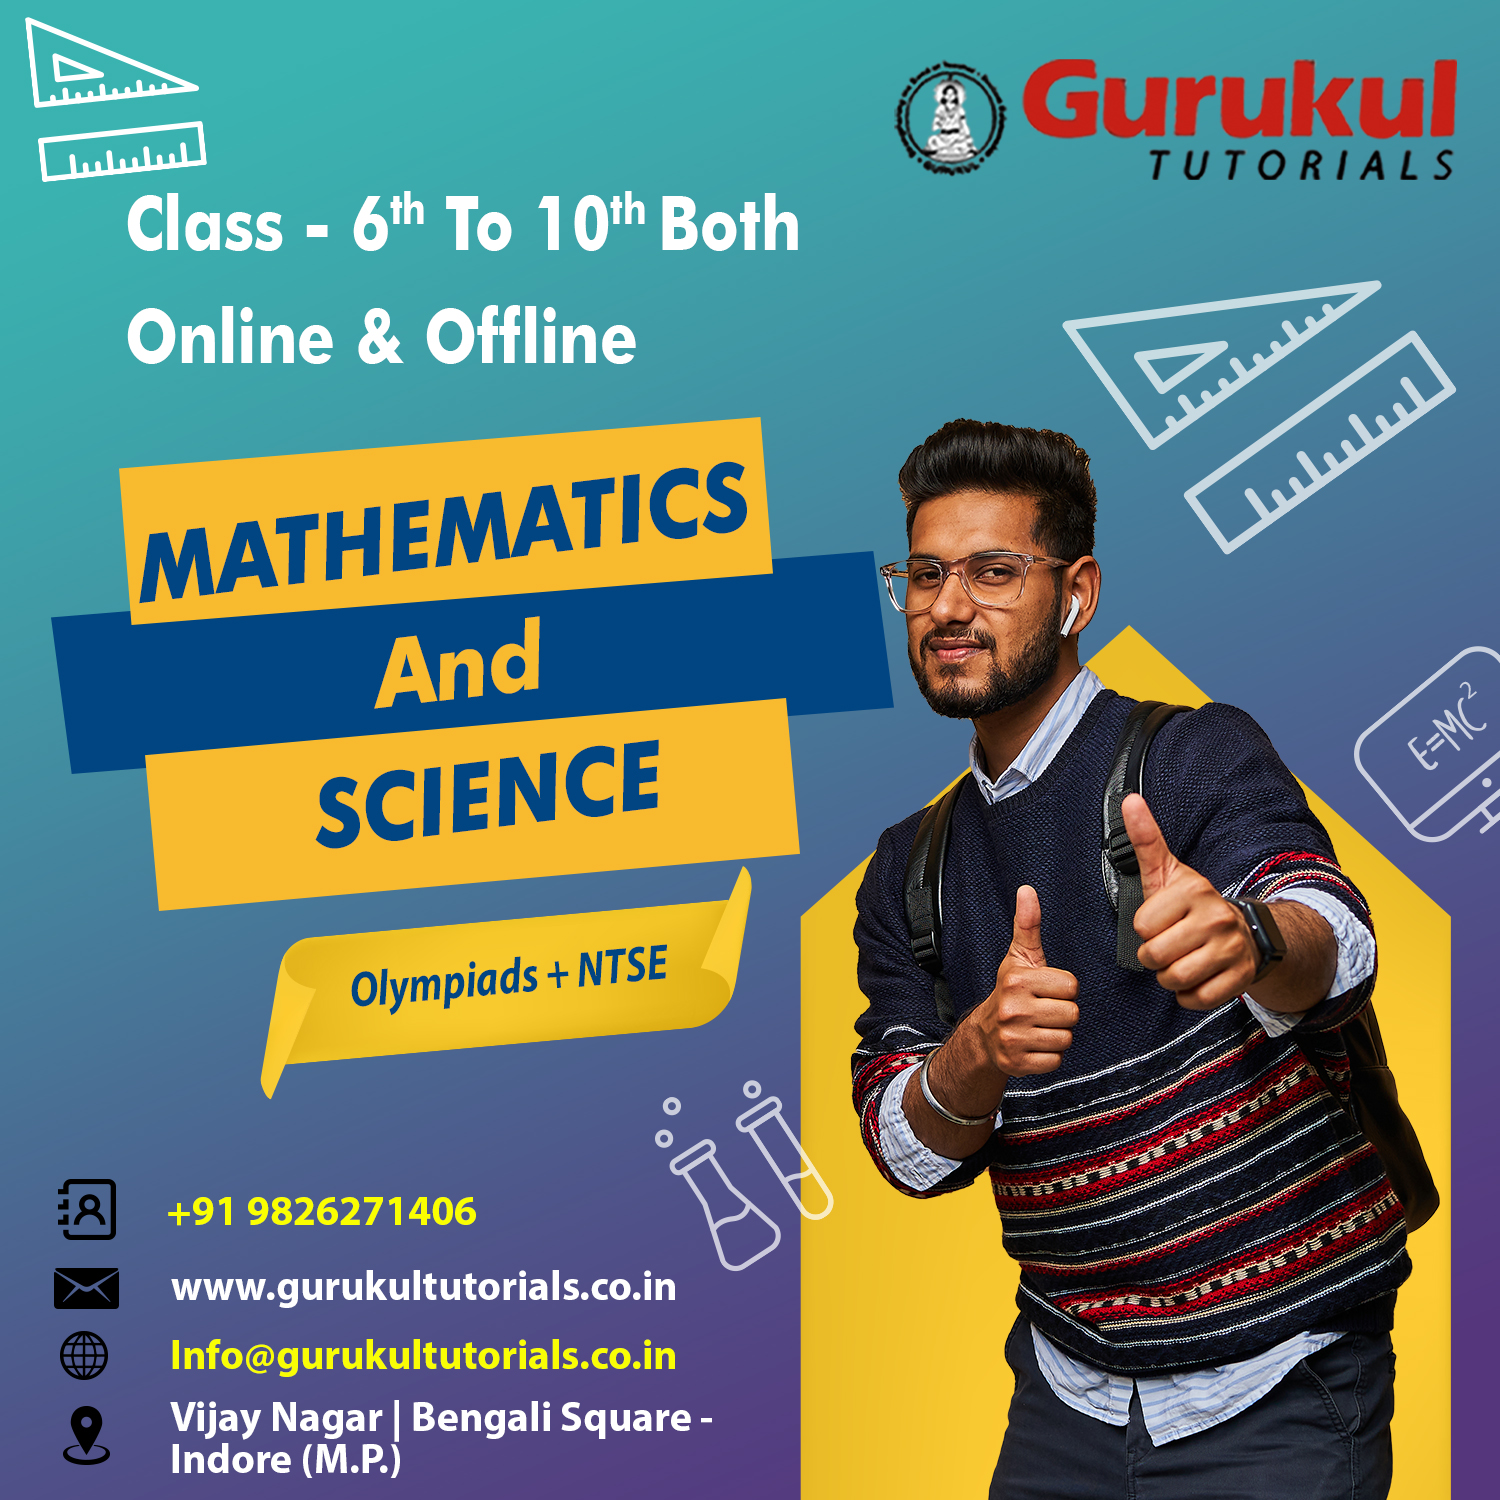 Gurukul
TUTORIALS
Class - 6th To 10th Both
Online & Offline
MATHEMATICS
And
SCIENCE
Olympiads + NTSE
E=MC²
+91 9826271406
www.gurukultutorials.co.in
Info@gurukultutorials.co.in
Vijay Nagar | Bengali Square -
Indore (M.P.)